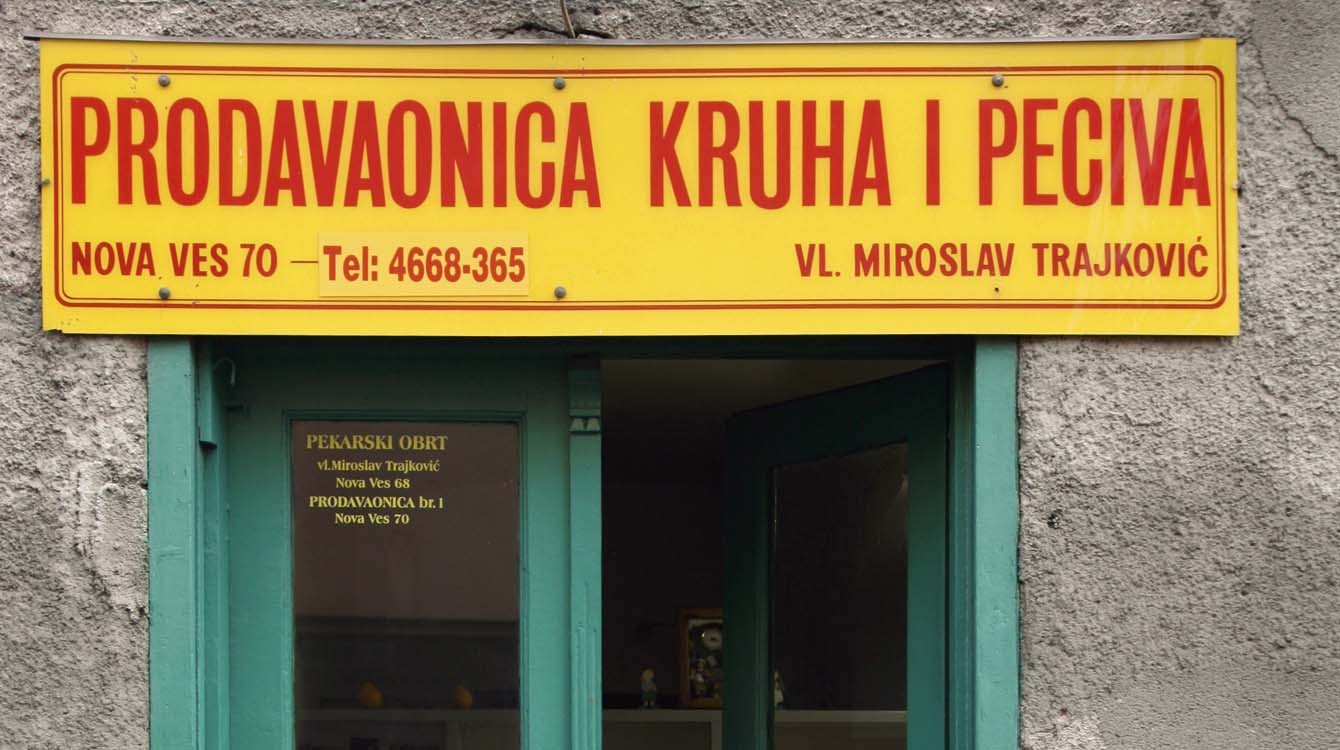 PRODAVAONICA KRUHA I PECIVA
NOVA VES 70 — Tel: 4668-365 VL. MIROSLAV TRAJKOVIĆ
PEKARSKI OBRT
vl.Miroslav Trajković
Nova Ves 68
PRODAVAONICA br.1
Nova Ves 70